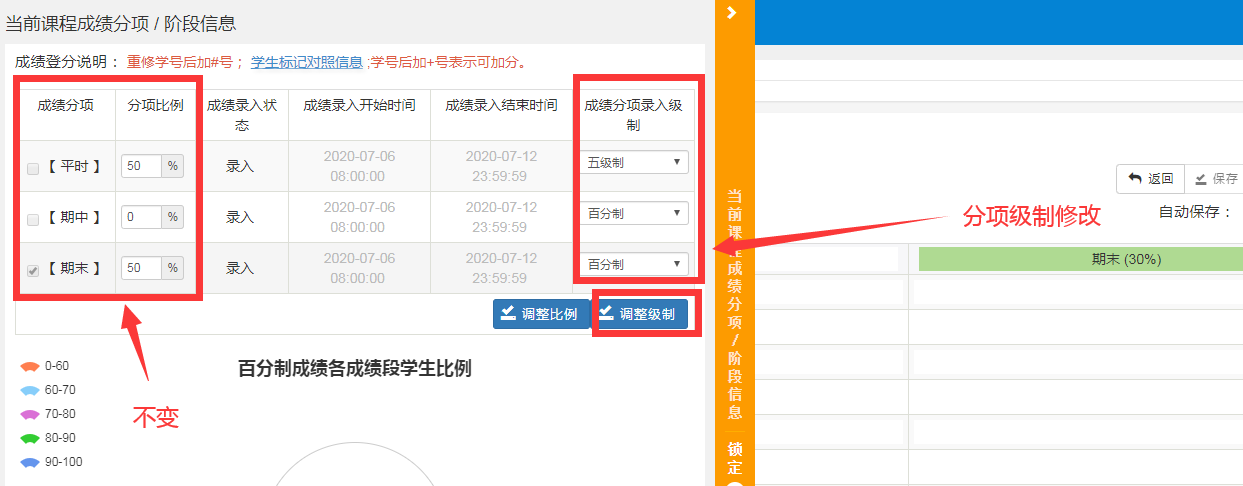 当前课程成绩分项 / 阶段信息
成绩登分说明： 重修学号后加#号； 学生标记对照信息 ;学号后加+号表示可加分。
成绩分项 分项比例 成绩录入状态 成绩录入开始时间 成绩录入结束时间 成绩分项录入级制
【 平时 】 50 % 录入 2020-07-06 08:00:00 2020-07-12 23:59:59 五级制
【 期中 】 0 % 录入 2020-07-06 08:00:00 2020-07-12 23:59:59 百分制
【 期末 】 50 % 录入 2020-07-06 08:00:00 2020-07-12 23:59:59 百分制
调整比例 调整级制
百分制成绩各成绩段学生比例
0-60
60-70
70-80
80-90
90-100
不变
当前课程成绩分项/阶段信息
锁定
分项级制修改
返回 保存
自动保存：
期末 (30%)